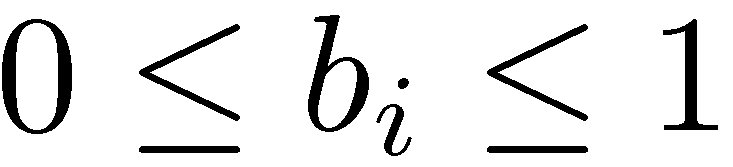 0 ≤ b_i ≤ 1